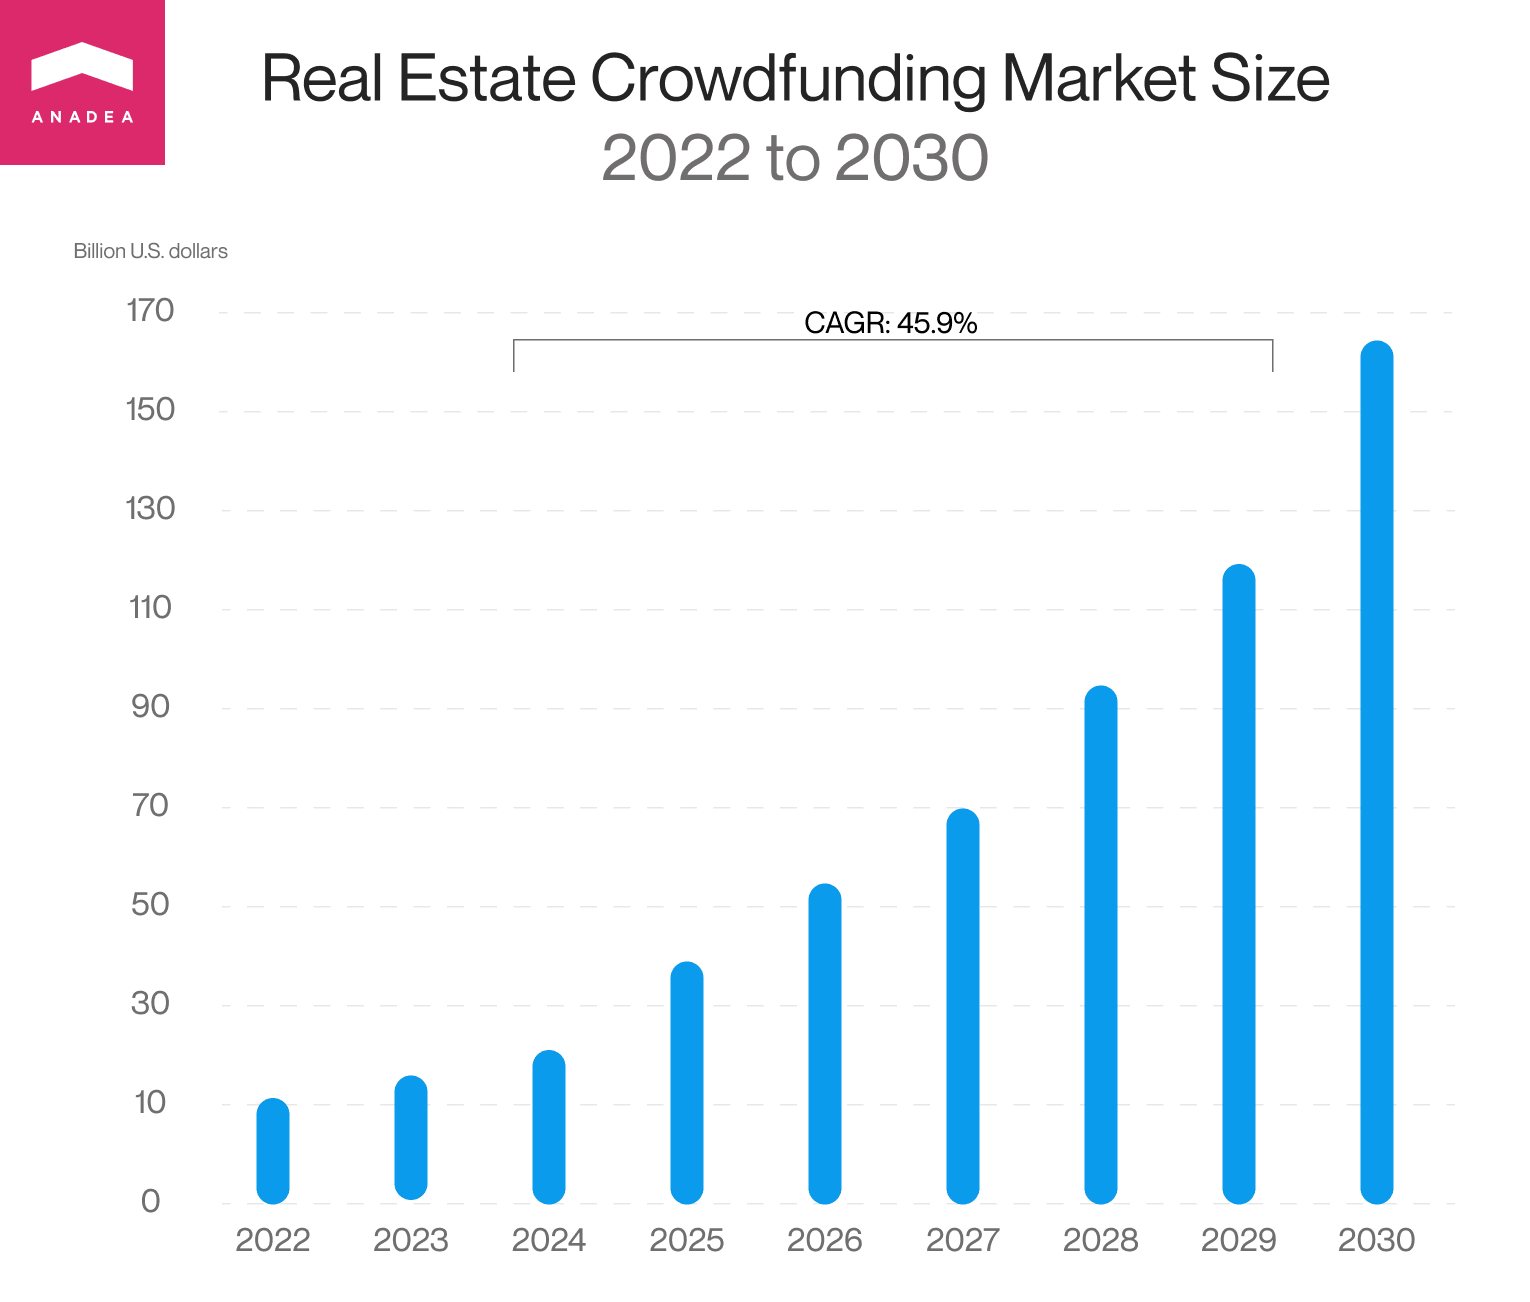 ANADEA
Real Estate Crowdfunding Market Size
2022 to 2030
Billion U.S. dollars
170
CAGR: 45.9%
150
130
110
90
70
50
30
10
0
2022 2023 2024 2025 2026 2027 2028 2029 2030